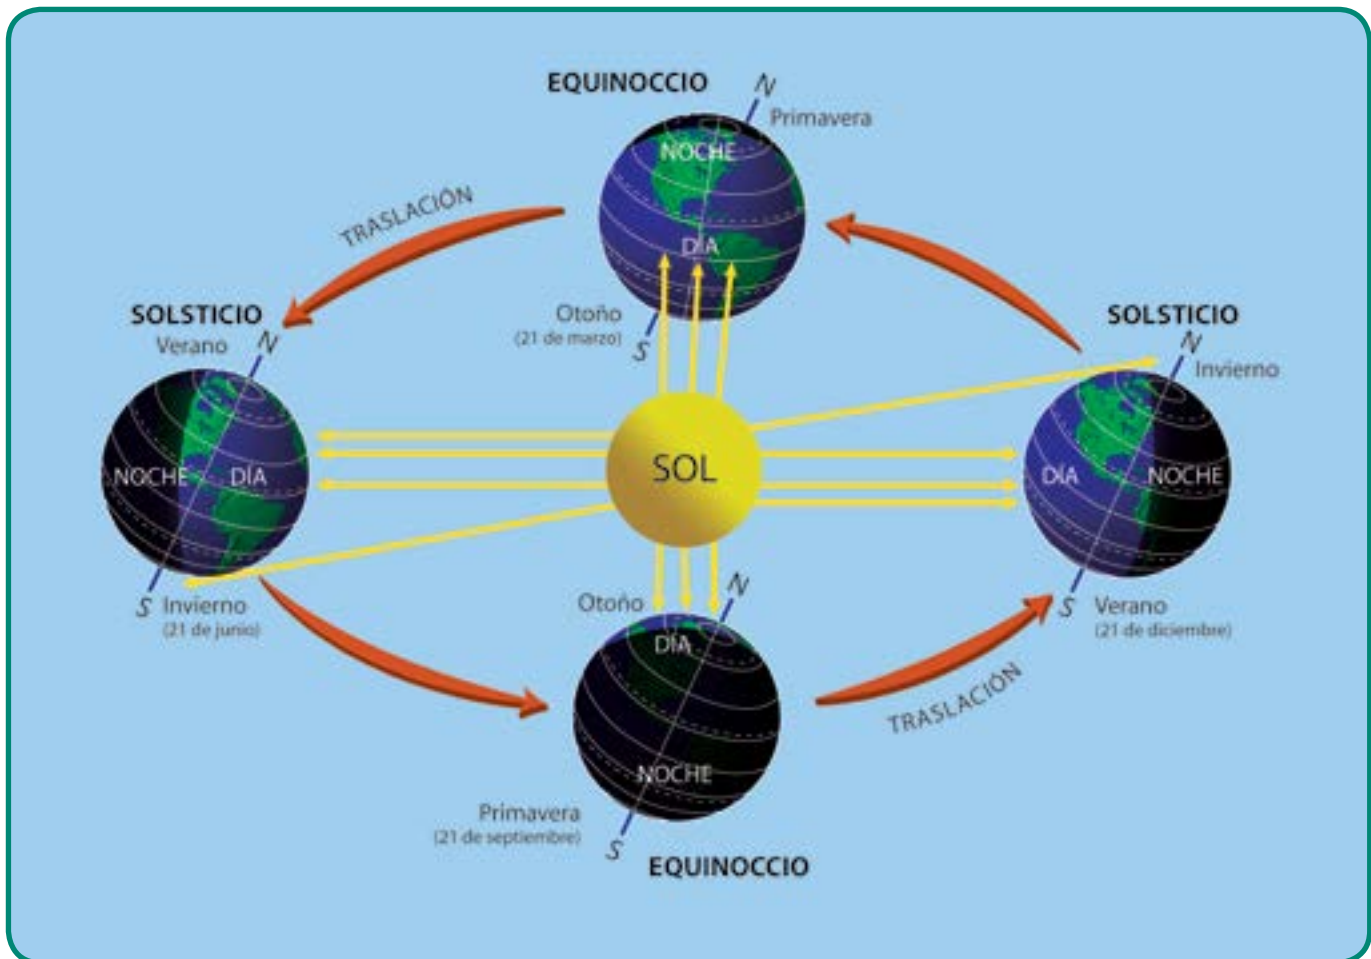 EQUINOCCIO
N
Primavera
NOCHE
DÍA
Otoño
(21 de marzo)
S
TRASLACIÓN
SOLSTICIO
Verano
N
NOCHE
DÍA
S
Invierno
(21 de junio)
SOL
SOLSTICIO
N
Invierno
DÍA
NOCHE
S
Verano
(21 de diciembre)
Otoño
N
DÍA
NOCHE
Primavera
(21 de septiembre)
S
EQUINOCCIO
TRASLACIÓN